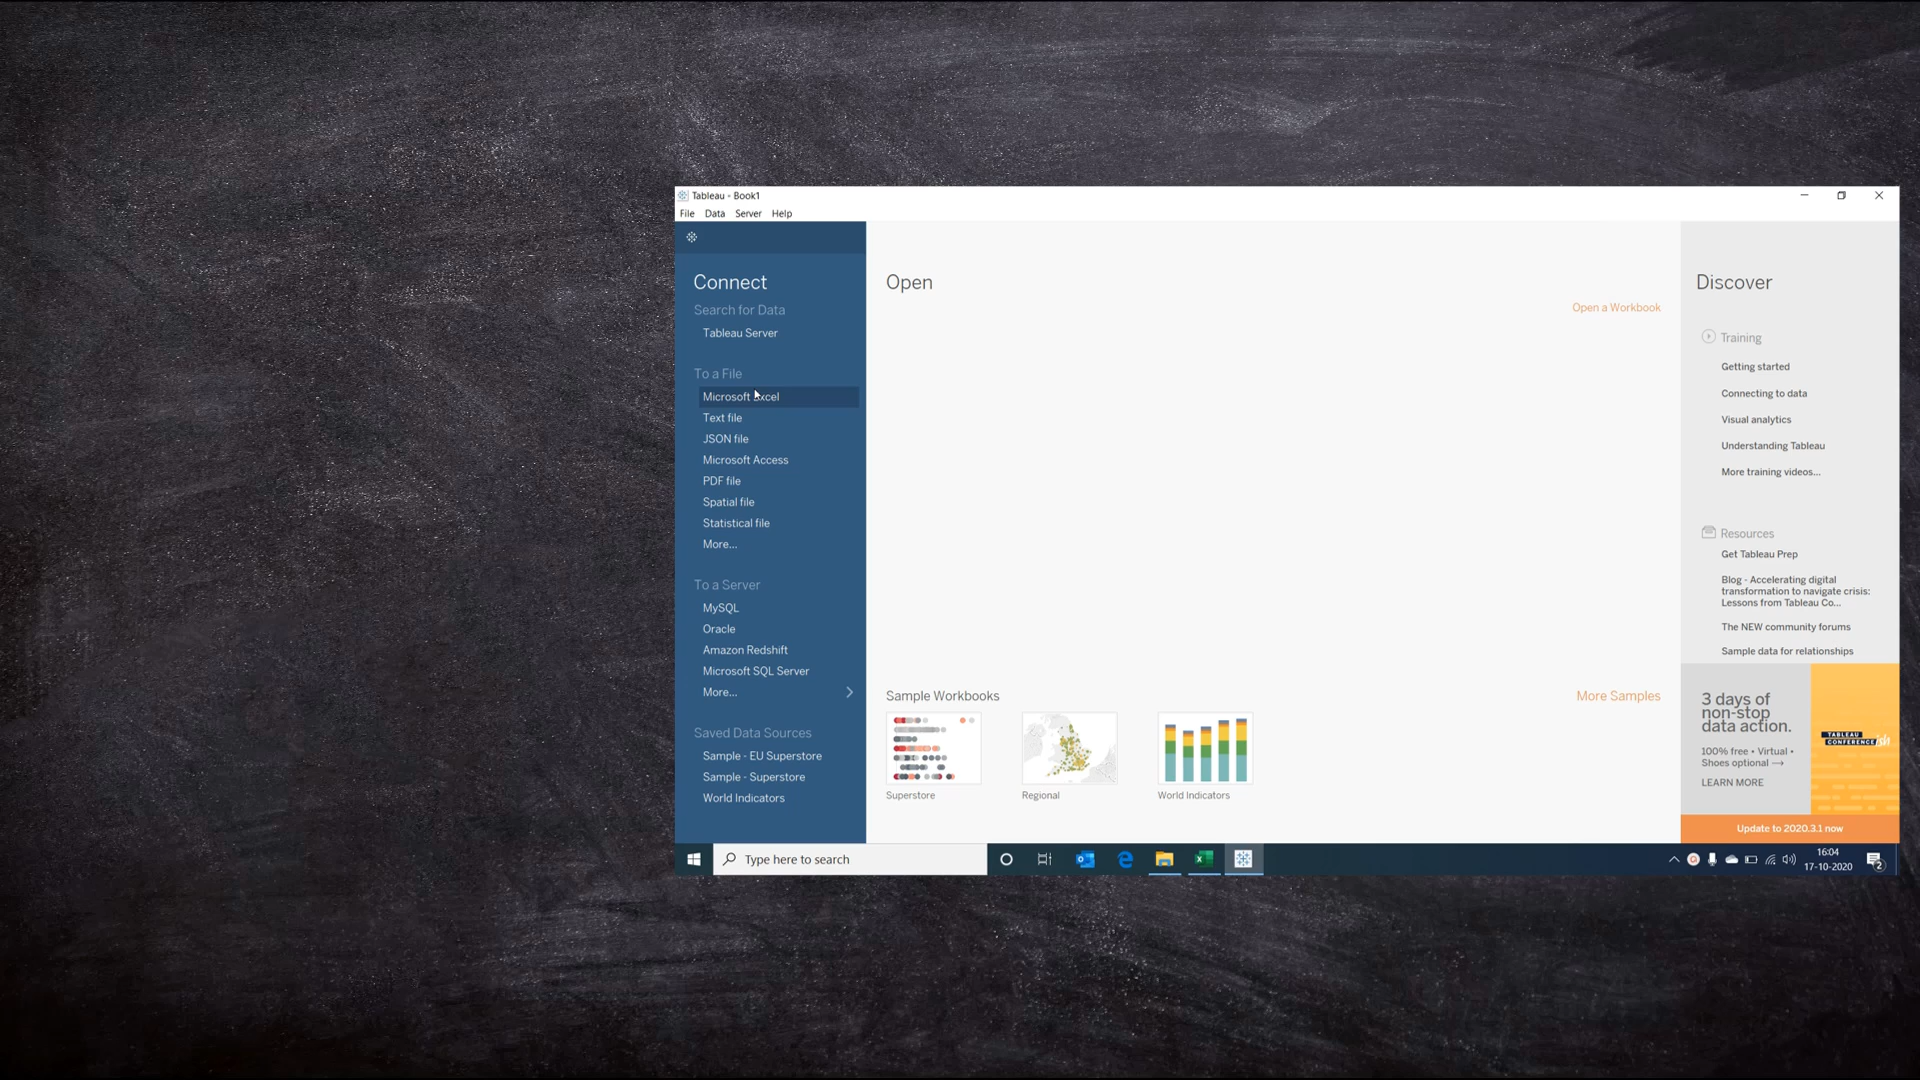 Tableau - Book1
File Data Server Help
Connect
Search for Data
Tableau Server
To a File
Microsoft Excel
Text file
JSON file
Microsoft Access
PDF file
Spatial file
Statistical file
More...
To a Server
MySQL
Oracle
Amazon Redshift
Microsoft SQL Server
More...
Saved Data Sources
Sample - EU Superstore
Sample - Superstore
World Indicators
Open
Open a Workbook
Sample Workbooks
More Samples
Superstore
Regional
World Indicators
Discover
Training
Getting started
Connecting to data
Visual analytics
Understanding Tableau
More training videos...
Resources
Get Tableau Prep
Blog - Accelerating digital
transformation to navigate crisis:
Lessons from Tableau Co...
The NEW community forums
Sample data for relationships
3 days of
non-stop
data action.
100% free • Virtual •
Shoes optional →
LEARN MORE
TABLEAU
CONFERENCEish
Update to 2020.3.1 now
Type here to search
16:04
17-10-2020
2